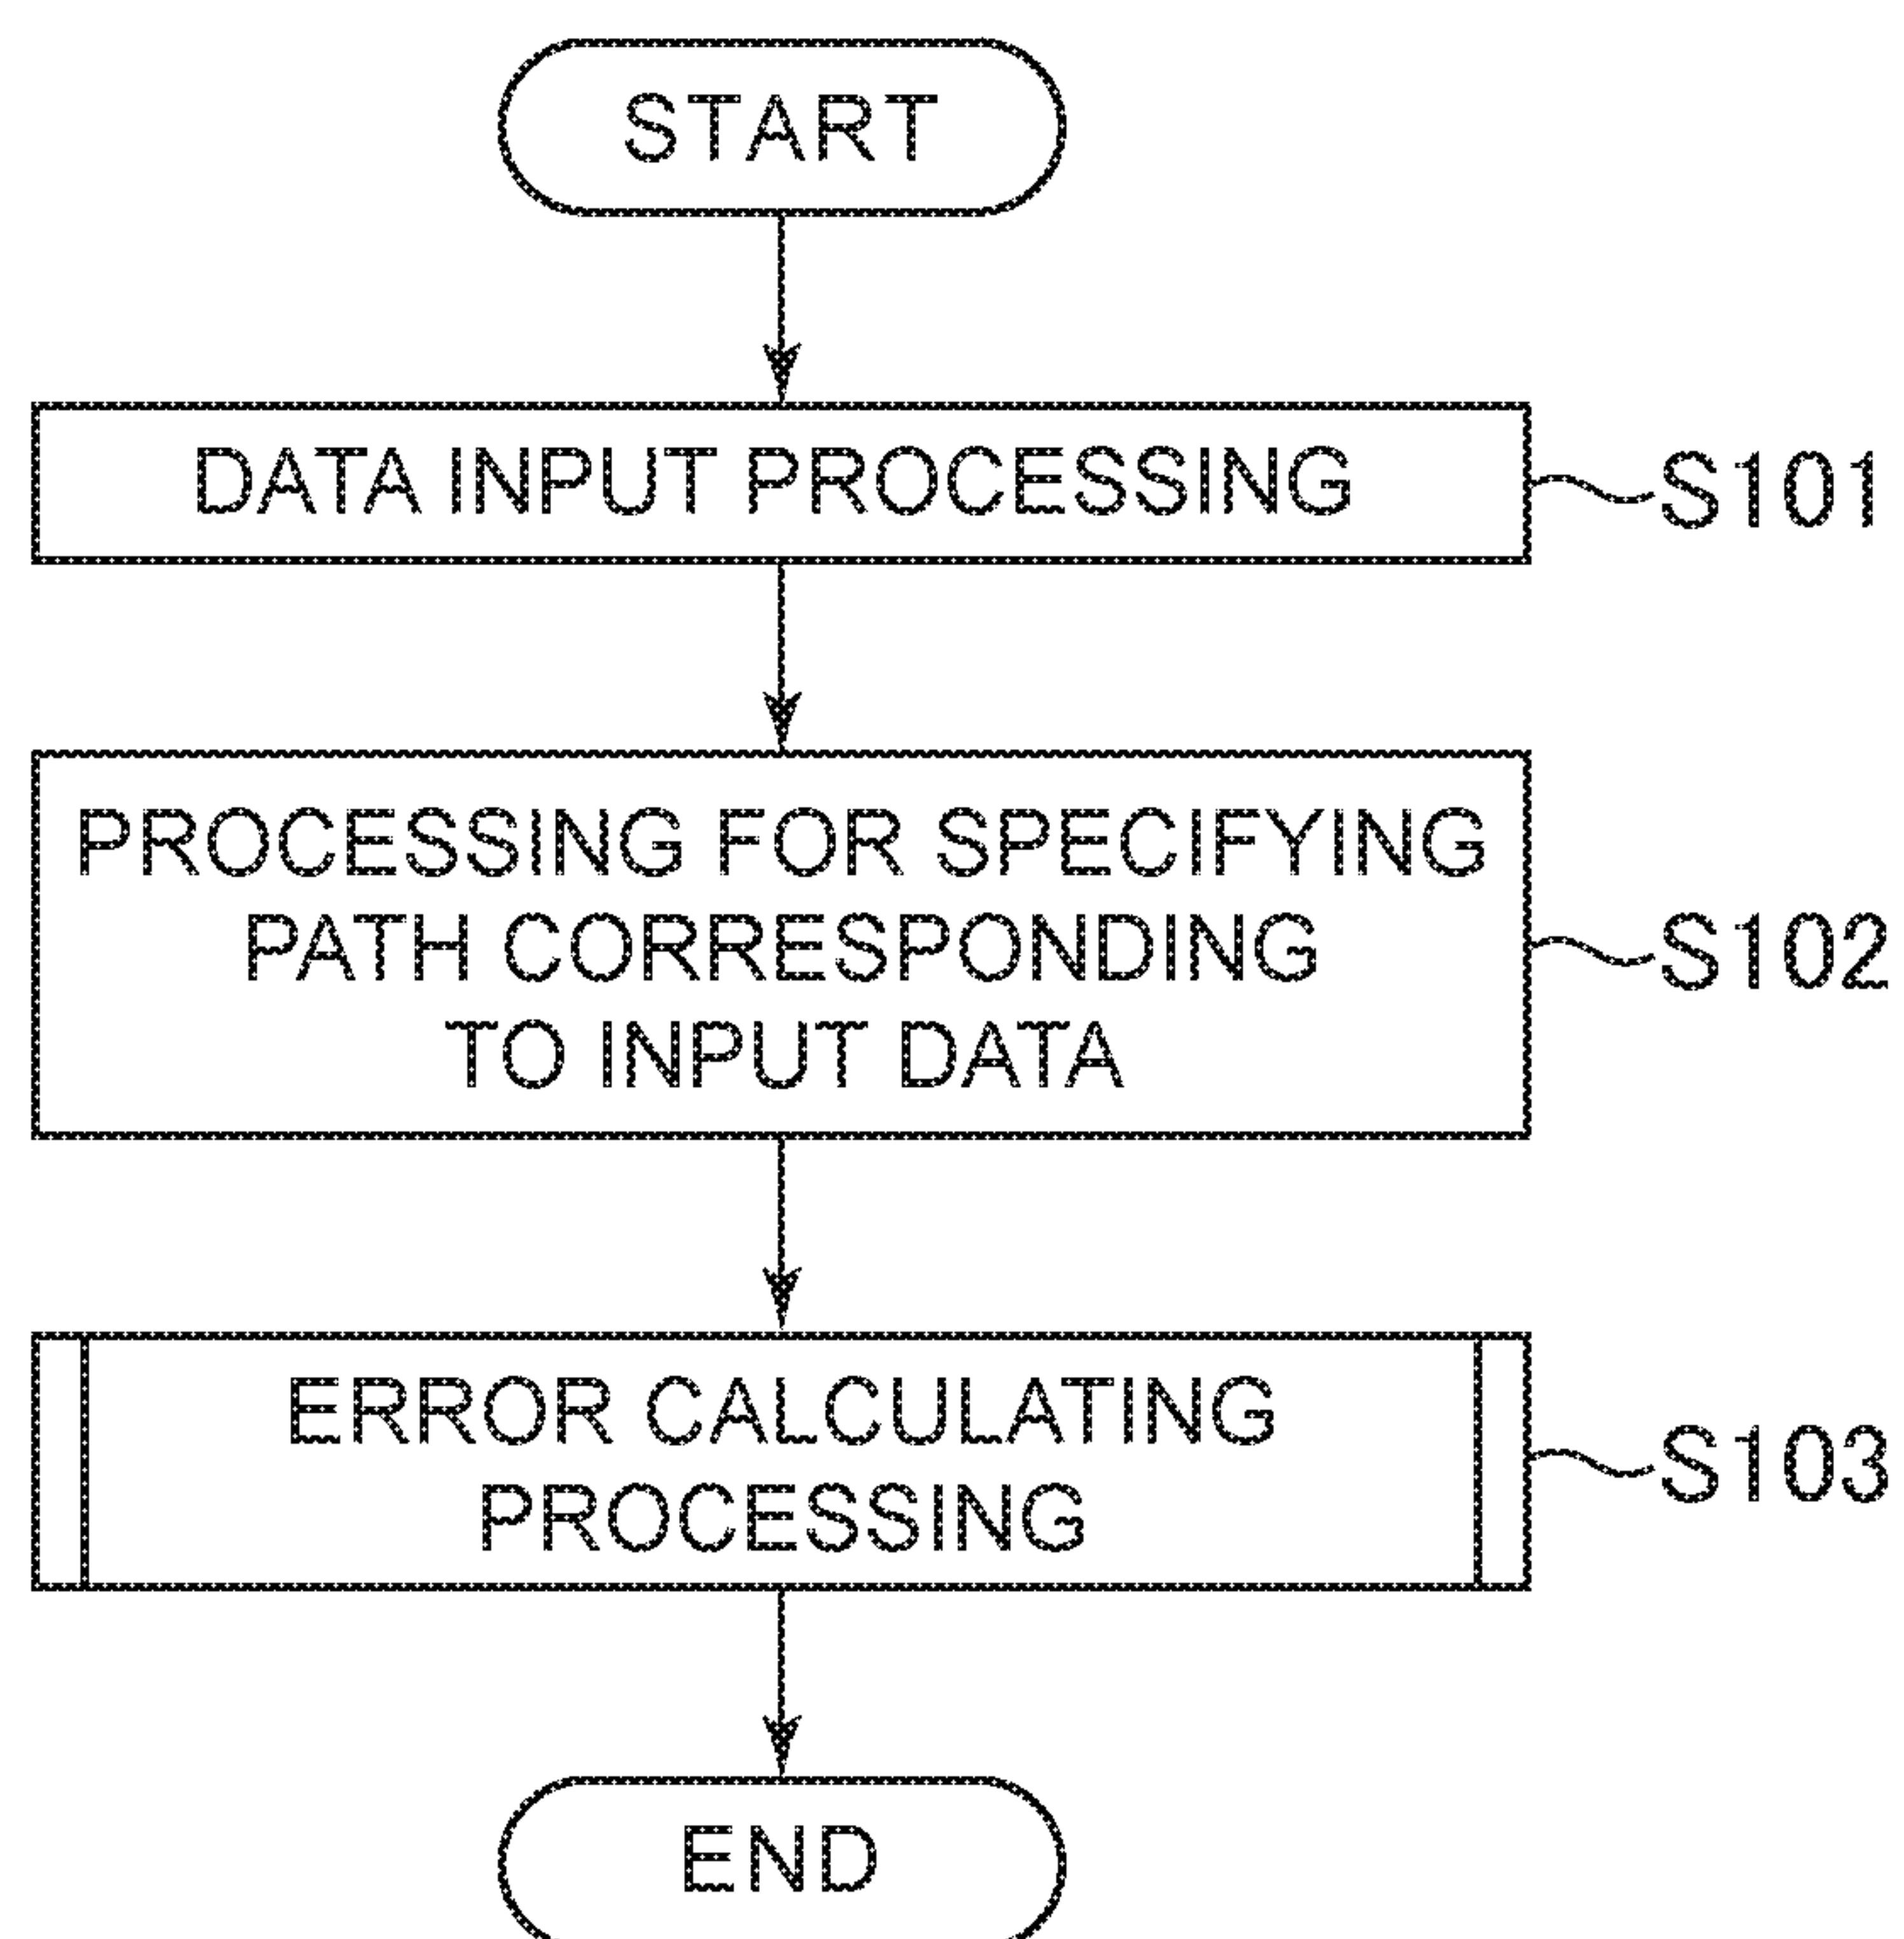 START
DATA INPUT PROCESSING
S101
PROCESSING FOR SPECIFYING
PATH CORRESPONDING
S102
TO INPUT DATA
ERROR CALCULATING
S103
PROCESSING
END